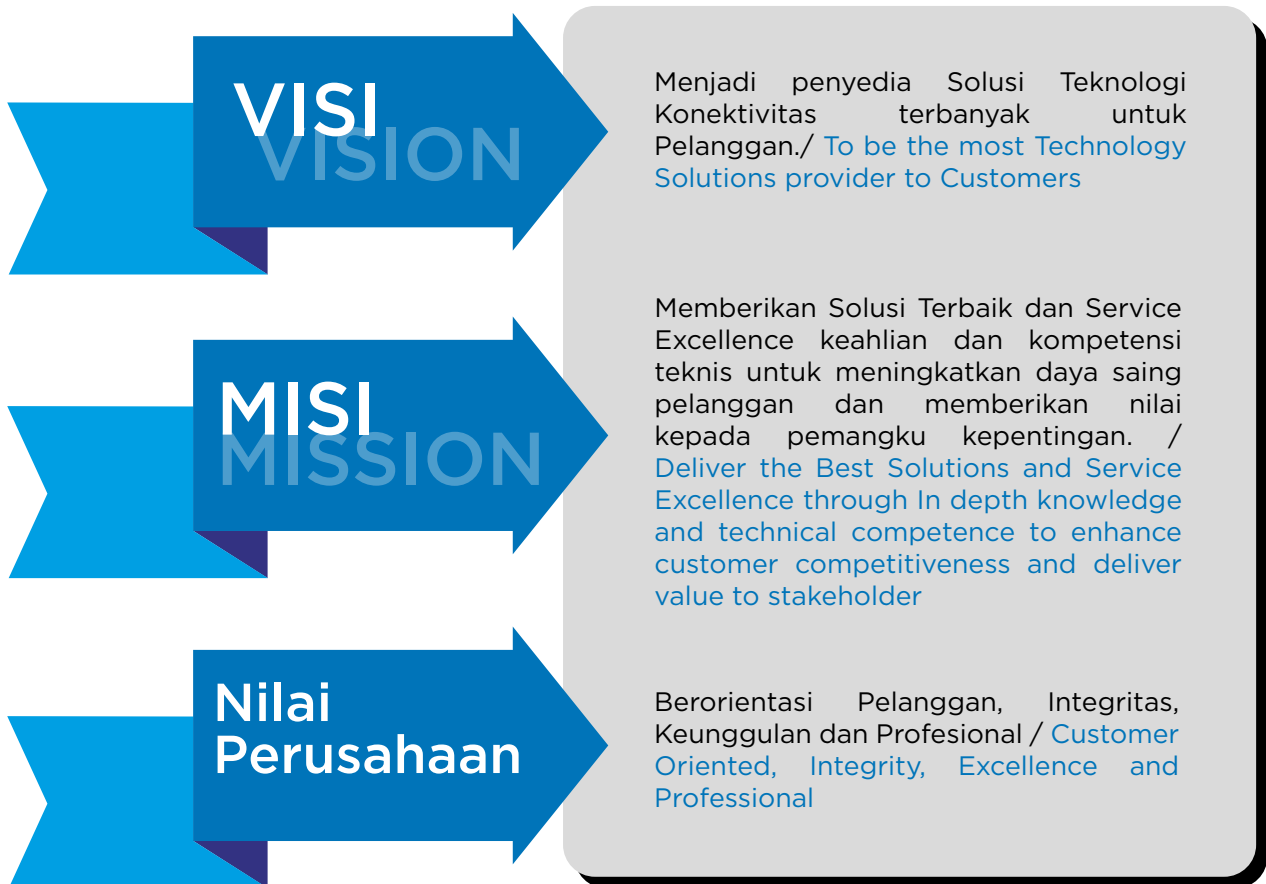 VISI
VISION
Menjadi penyedia Solusi Teknologi
Konektivitas terbanyak untuk
Pelanggan./ To be the most Technology
Solutions provider to Customers
MISI
MISSION
Memberikan Solusi Terbaik dan Service
Excellence keahlian dan kompetensi
teknis untuk meningkatkan daya saing
pelanggan dan memberikan nilai
kepada pemangku kepentingan. /
Deliver the Best Solutions and Service
Excellence through In depth knowledge
and technical competence to enhance
customer competitiveness and deliver
value to stakeholder
Nilai
Perusahaan
Berorientasi Pelanggan, Integritas,
Keunggulan dan Profesional / Customer
Oriented, Integrity, Excellence and
Professional